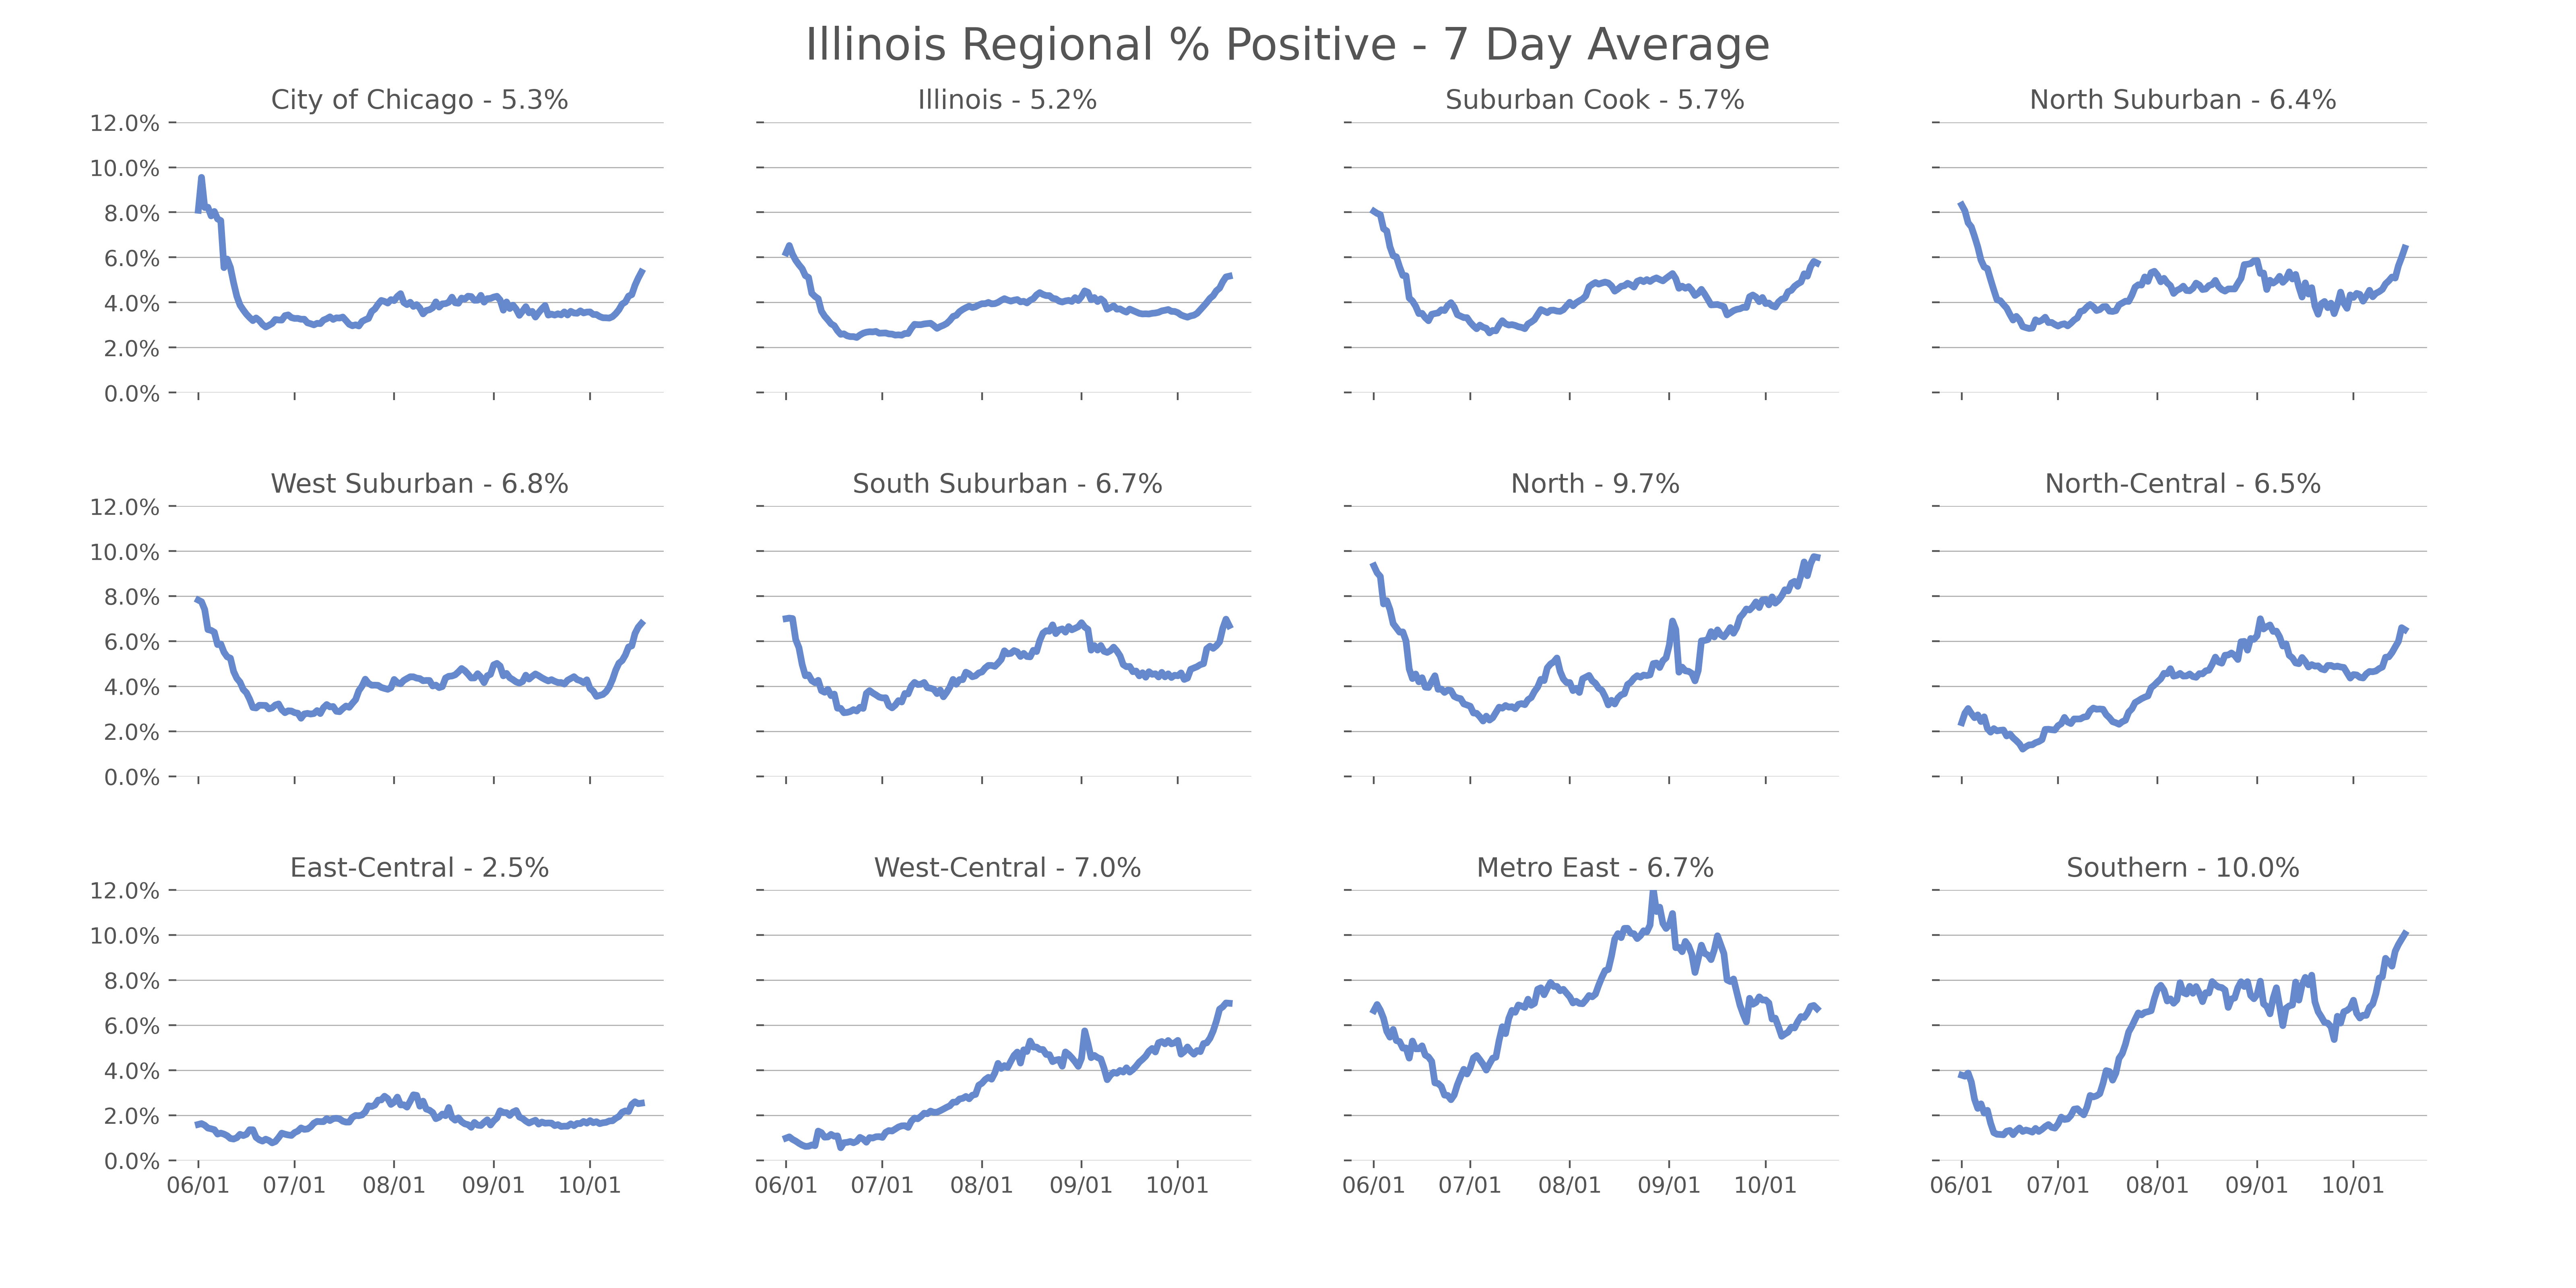 Illinois Regional % Positive - 7 Day Average
City of Chicago - 5.3%
Illinois - 5.2%
Suburban Cook - 5.7%
North Suburban - 6.4%
12.0%
10.0%
8.0%
6.0%
4.0%
2.0%
0.0%
West Suburban - 6.8%
South Suburban - 6.7%
North - 9.7%
North-Central - 6.5%
12.0%
10.0%
8.0%
6.0%
4.0%
2.0%
0.0%
East-Central - 2.5%
West-Central - 7.0%
Metro East - 6.7%
Southern - 10.0%
12.0%
10.0%
8.0%
6.0%
4.0%
2.0%
0.0%
06/01 07/01 08/01 09/01 10/01
06/01 07/01 08/01 09/01 10/01
06/01 07/01 08/01 09/01 10/01
06/01 07/01 08/01 09/01 10/01